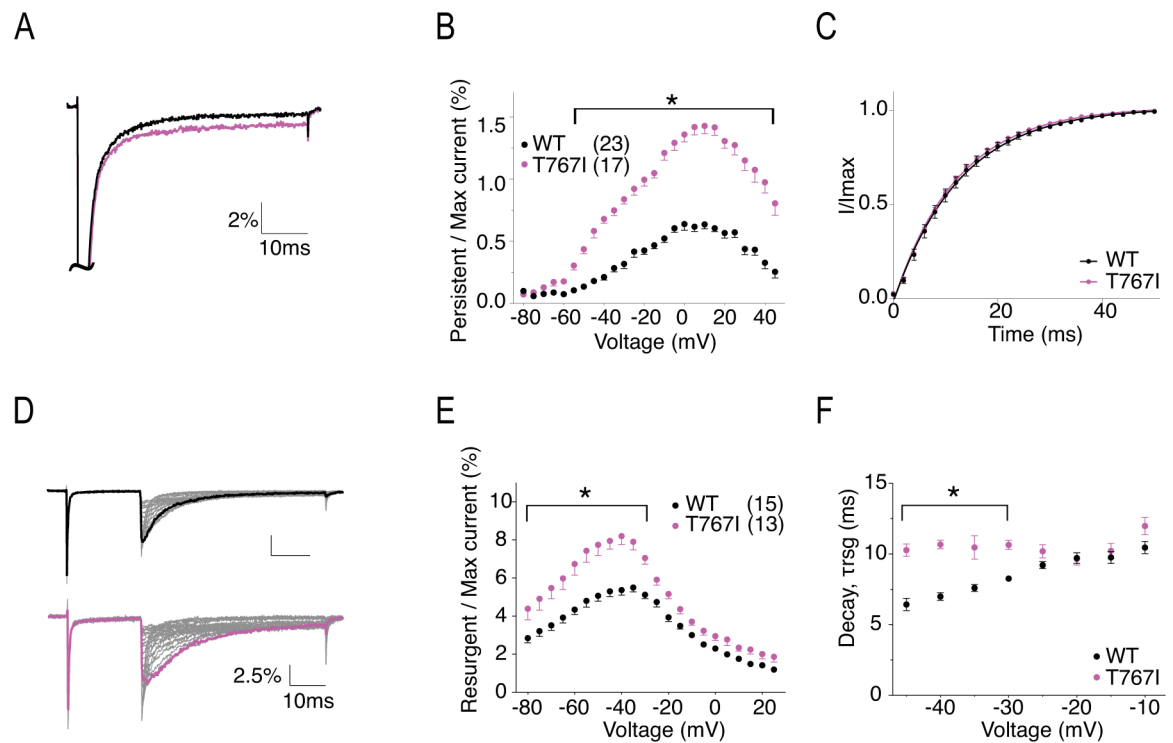 A
2%
10ms
B
Persistent / Max current (%)
*
1.5
1.0
0.5
0.0
WT (23)
T767I (17)
-80 -60 -40 -20 0 20 40
Voltage (mV)
C
I/Imax
1.0
0.5
0.0
WT
T767I
0 20 40
Time (ms)
D
2.5%
10ms
E
Resurgent / Max current (%)
*
10
8
6
4
2
0
WT (15)
T767I (13)
-80 -60 -40 -20 0 20
Voltage (mV)
F
Decay, τrsg (ms)
*
15
10
5
0
WT
T767I
-40 -30 -20 -10
Voltage (mV)